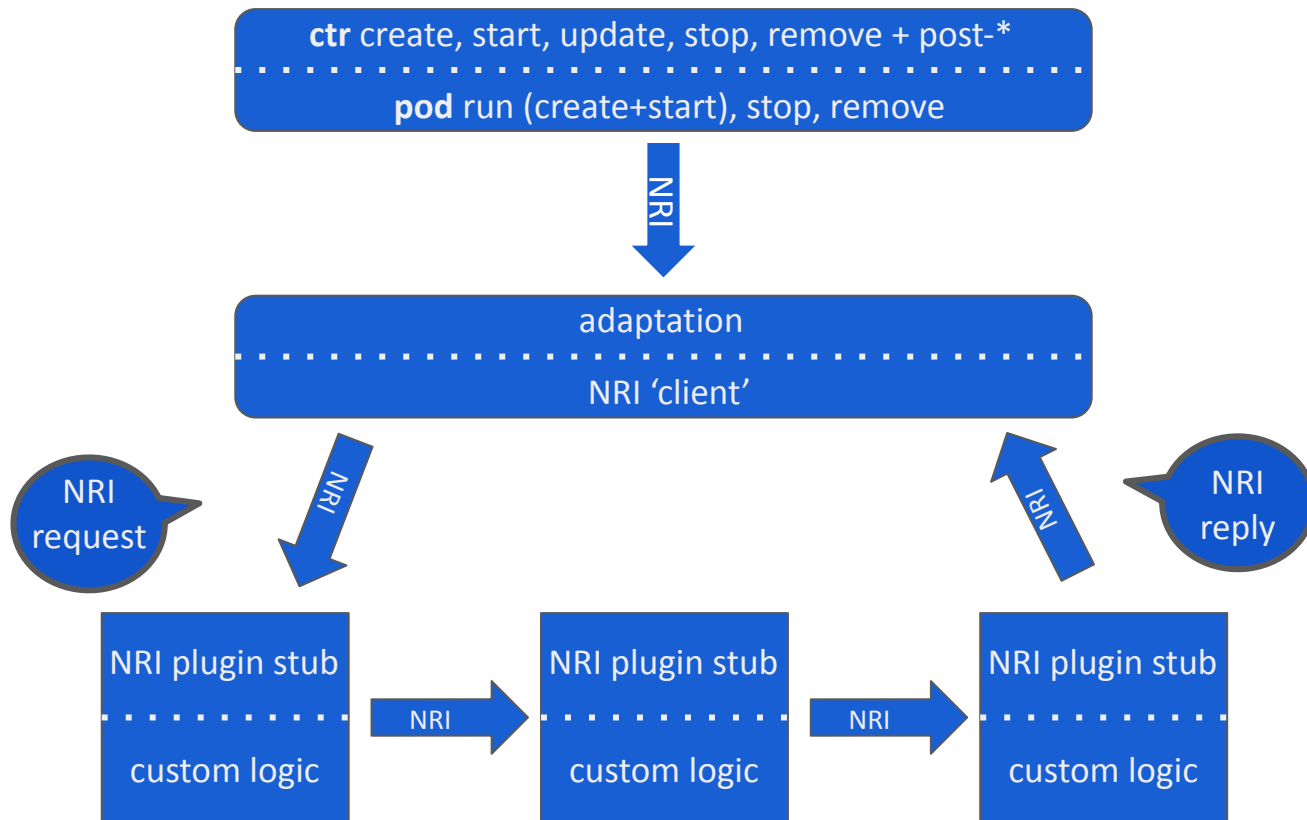 ctr create, start, update, stop, remove + post-*
pod run (create+start), stop, remove
NRI
adaptation
NRI ‘client’
NRI
request
NRI
NRI
NRI
reply
NRI plugin stub
custom logic
NRI
NRI plugin stub
custom logic
NRI
NRI plugin stub
custom logic